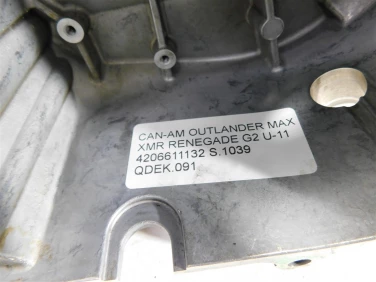 CAN-AM OUTLANDER MAX
XMR RENEGADE G2 U-11
4206611132 S.1039
QDEK.091